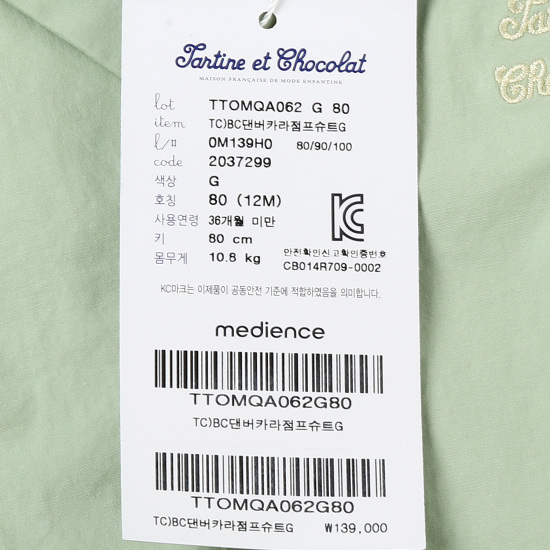 Tartine et Chocolat
MAISON FRANÇAISE DE MODE ENFANTINE
lot TTOMQA062 G 80
item TC)BC댄버카라점프슈트G
l/# 0M139H0 80/90/100
code 2037299
색상 G
호칭 80 (12M)
사용연령 36개월 미만
키 80 cm
몸무게 10.8 kg
안전확인신고확인증번호
CB014R709-0002
KC마크는 이제품이 공동안전 기준에 적합하였음을 의미합니다.
medience
TTOMQA062G80
TC)BC댄버카라점프슈트G
TTOMQA062G80
TC)BC댄버카라점프슈트G ₩139,000